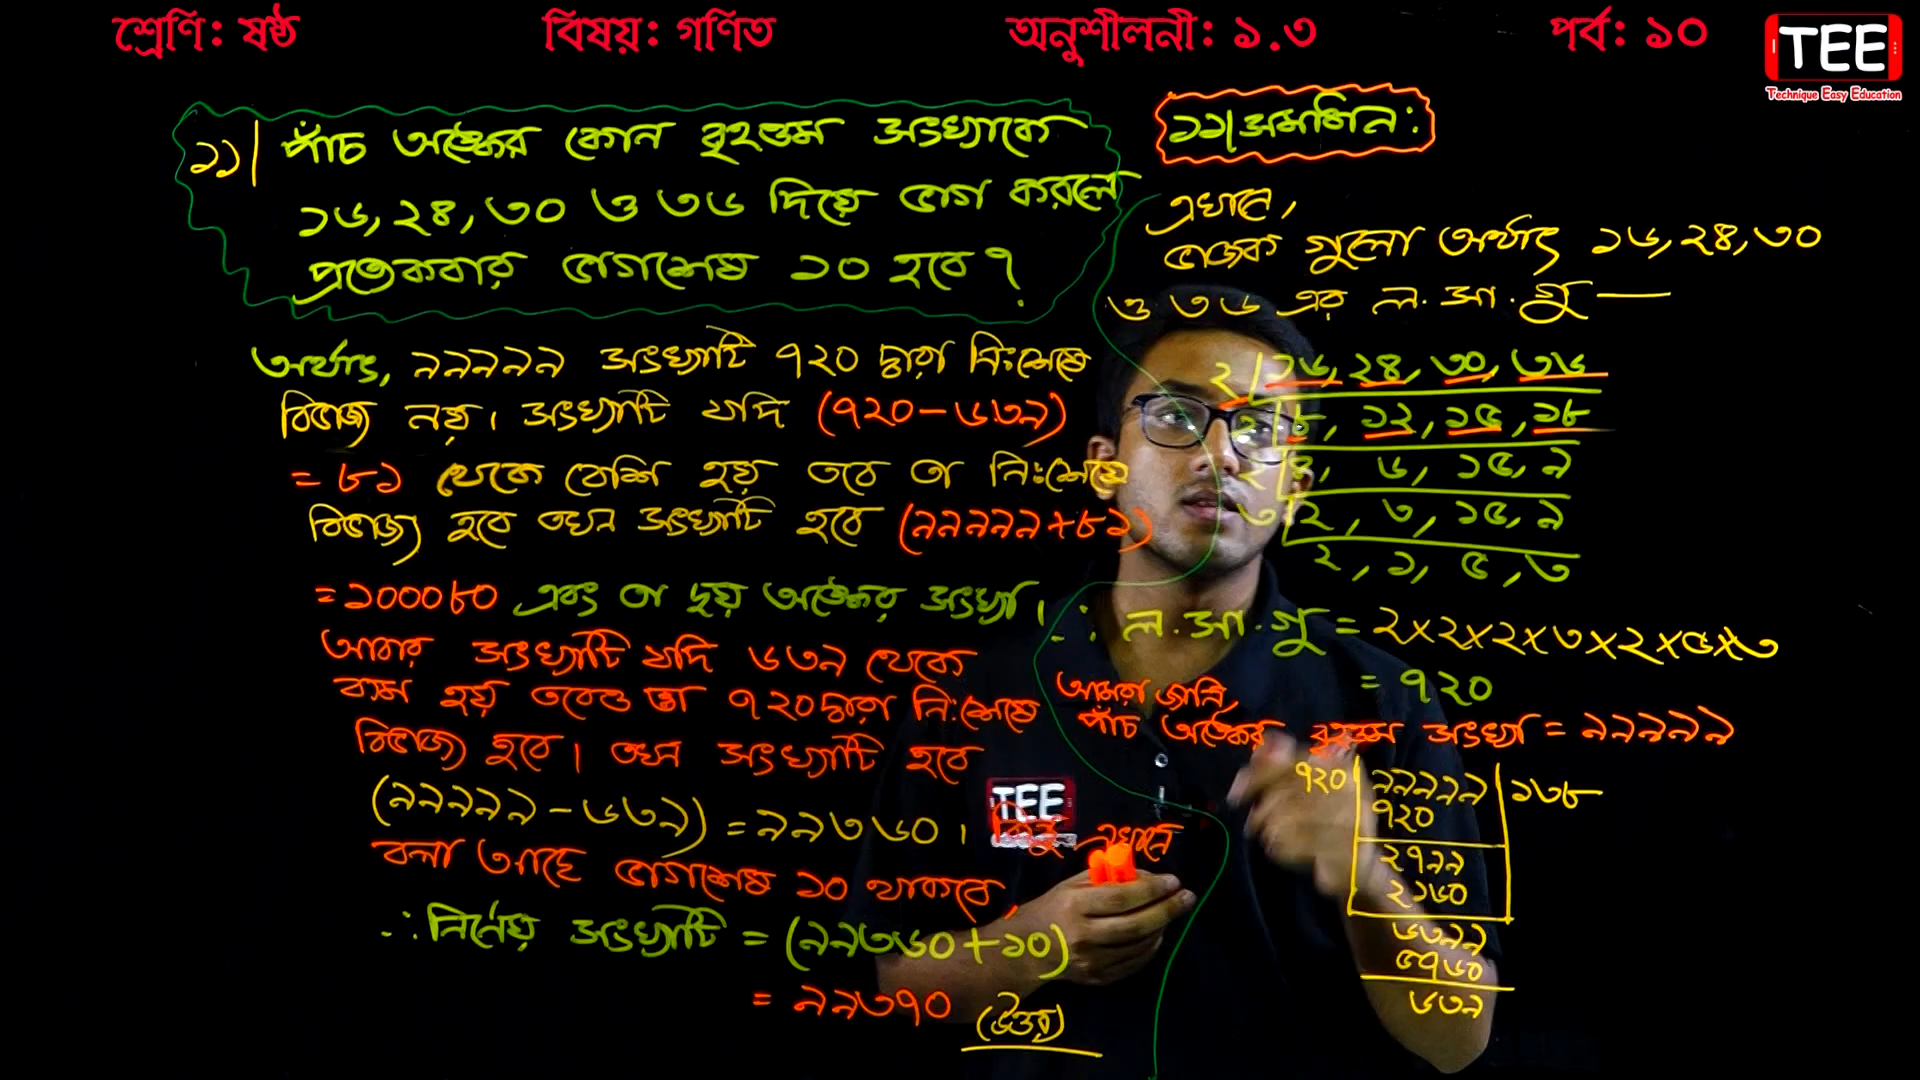 শ্রেণি: ষষ্ঠ
বিষয়: গণিত
অনুশীলনী: ১.৩
পর্ব: ১০
TEE
Technique Easy Education
১১| পাঁচ অঙ্কের কোন বৃহত্তম সংখ্যাকে
১৬, ২৪, ৩০ ও ৩৬ দিয়ে ভাগ করলে
প্রত্যেকবার ভাগশেষ ১০ হবে?
অর্থাৎ, ৯৯৯৯৯ সংখ্যাটি ৭২০ দ্বারা নিঃশেষে
বিভাজ্য নয়। সংখ্যাটি যদি (৭২০-৬৩৯)
= ৮১ থেকে বেশি হয় তবে তা নিঃশেষে
বিভাজ্য হবে তখন সংখ্যাটি হবে (৯৯৯৯৯+৮১)
= ১০০০৮০ এবং তা ছয় অঙ্কের সংখ্যা।
আবার সংখ্যাটি যদি ৬৩৯ থেকে
কম হয় তবেও তা ৭২০ দ্বারা নিঃশেষে
বিভাজ্য হবে। তখন সংখ্যাটি হবে
(৯৯৯৯৯-৬৩৯) = ৯৯৩৬০। কিন্তু এখানে
বলা আছে ভাগশেষ ১০ থাকবে,
∴ নির্ণেয় সংখ্যাটি = (৯৯৩৬০+১০)
= ৯৯৩৭০ (উত্তর)
১১| সমাধান:
এখানে,
ভাজক গুলো অর্থাৎ ১৬, ২৪, ৩০
ও ৩৬ এর ল.সা.গু —
২ | ১৬, ২৪, ৩০, ৩৬
২ | ৮, ১২, ১৫, ১৮
২ | ৪, ৬, ১৫, ৯
৩ | ২, ৩, ১৫, ৯
২, ১, ৫, ৩
∴ ল.সা.গু = ২×২×২×৩×২×৫×৩
= ৭২০
আমরা জানি,
পাঁচ অঙ্কের বৃহত্তম সংখ্যা = ৯৯৯৯৯
৭২০ | ৯৯৯৯৯ | ১৩৮
৭২০
২৭৯৯
২১৬০
৬৩৯৯
৫৭৬০
৬৩৯
TEE